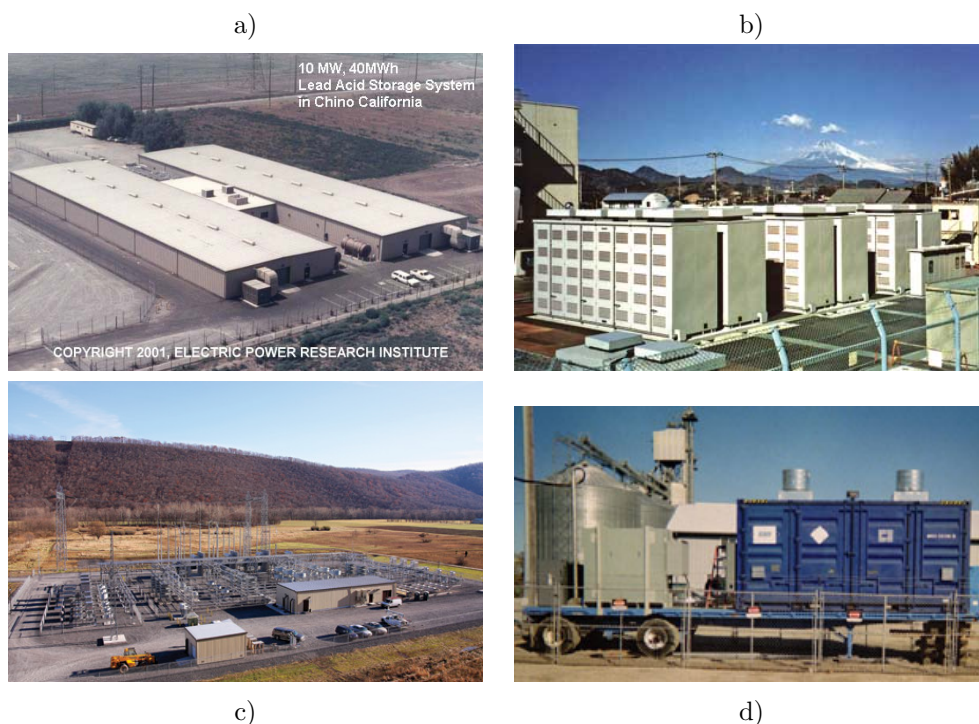 a)
b)
10 MW, 40MWh
Lead Acid Storage System
in Chino California
COPYRIGHT 2001, ELECTRIC POWER RESEARCH INSTITUTE
c)
d)